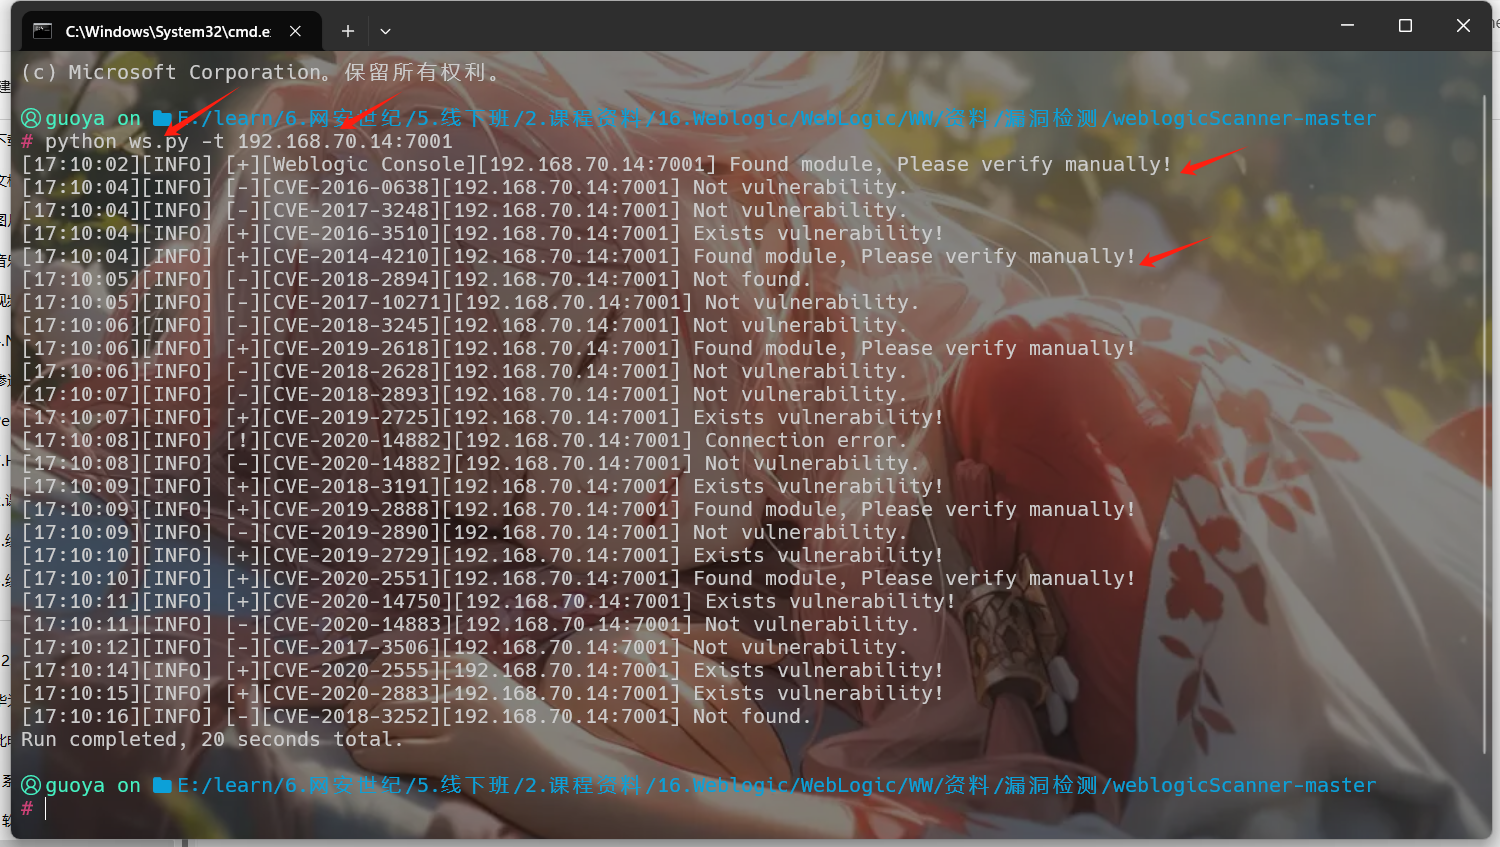 C:\Windows\System32\cmd.e
(c) Microsoft Corporation。保留所有权利。
guoya on E:/learn/6.网安世纪/5.线下班/2.课程资料/16.Weblogic/WebLogic/WW/资料/漏洞检测/weblogicScanner-master
# python ws.py -t 192.168.70.14:7001
[17:10:02][INFO] [+][Weblogic Console][192.168.70.14:7001] Found module, Please verify manually!
[17:10:04][INFO] [-][CVE-2016-0638][192.168.70.14:7001] Not vulnerability.
[17:10:04][INFO] [-][CVE-2017-3248][192.168.70.14:7001] Not vulnerability.
[17:10:04][INFO] [+][CVE-2016-3510][192.168.70.14:7001] Exists vulnerability!
[17:10:04][INFO] [+][CVE-2014-4210][192.168.70.14:7001] Found module, Please verify manually!
[17:10:05][INFO] [-][CVE-2018-2894][192.168.70.14:7001] Not found.
[17:10:05][INFO] [-][CVE-2017-10271][192.168.70.14:7001] Not vulnerability.
[17:10:06][INFO] [-][CVE-2018-3245][192.168.70.14:7001] Not vulnerability.
[17:10:06][INFO] [+][CVE-2019-2618][192.168.70.14:7001] Found module, Please verify manually!
[17:10:06][INFO] [-][CVE-2018-2628][192.168.70.14:7001] Not vulnerability.
[17:10:07][INFO] [-][CVE-2018-2893][192.168.70.14:7001] Not vulnerability.
[17:10:07][INFO] [+][CVE-2019-2725][192.168.70.14:7001] Exists vulnerability!
[17:10:08][INFO] [!][CVE-2020-14882][192.168.70.14:7001] Connection error.
[17:10:08][INFO] [-][CVE-2020-14882][192.168.70.14:7001] Not vulnerability.
[17:10:09][INFO] [+][CVE-2018-3191][192.168.70.14:7001] Exists vulnerability!
[17:10:09][INFO] [+][CVE-2019-2888][192.168.70.14:7001] Found module, Please verify manually!
[17:10:09][INFO] [-][CVE-2019-2890][192.168.70.14:7001] Not vulnerability.
[17:10:10][INFO] [+][CVE-2019-2729][192.168.70.14:7001] Exists vulnerability!
[17:10:10][INFO] [+][CVE-2020-2551][192.168.70.14:7001] Found module, Please verify manually!
[17:10:11][INFO] [+][CVE-2020-14750][192.168.70.14:7001] Exists vulnerability!
[17:10:11][INFO] [-][CVE-2020-14883][192.168.70.14:7001] Not vulnerability.
[17:10:12][INFO] [-][CVE-2017-3506][192.168.70.14:7001] Not vulnerability.
[17:10:14][INFO] [+][CVE-2020-2555][192.168.70.14:7001] Exists vulnerability!
[17:10:15][INFO] [+][CVE-2020-2883][192.168.70.14:7001] Exists vulnerability!
[17:10:16][INFO] [-][CVE-2018-3252][192.168.70.14:7001] Not found.
Run completed, 20 seconds total.
guoya on E:/learn/6.网安世纪/5.线下班/2.课程资料/16.Weblogic/WebLogic/WW/资料/漏洞检测/weblogicScanner-master
#